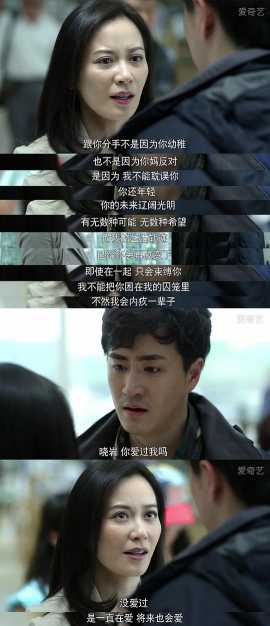 爱奇艺
跟你分手不是因为你幼稚
也不是因为你妈反对
是因为 我不能耽误你
你还年轻
你的未来辽阔光明
有无数种可能 无数种希望
即使在一起 只会束缚你
我不能把你困在我的囚笼里
不然我会内疚一辈子
爱奇艺
晓岩 你爱过我吗
爱奇艺
没爱过
是一直在爱 将来也会爱